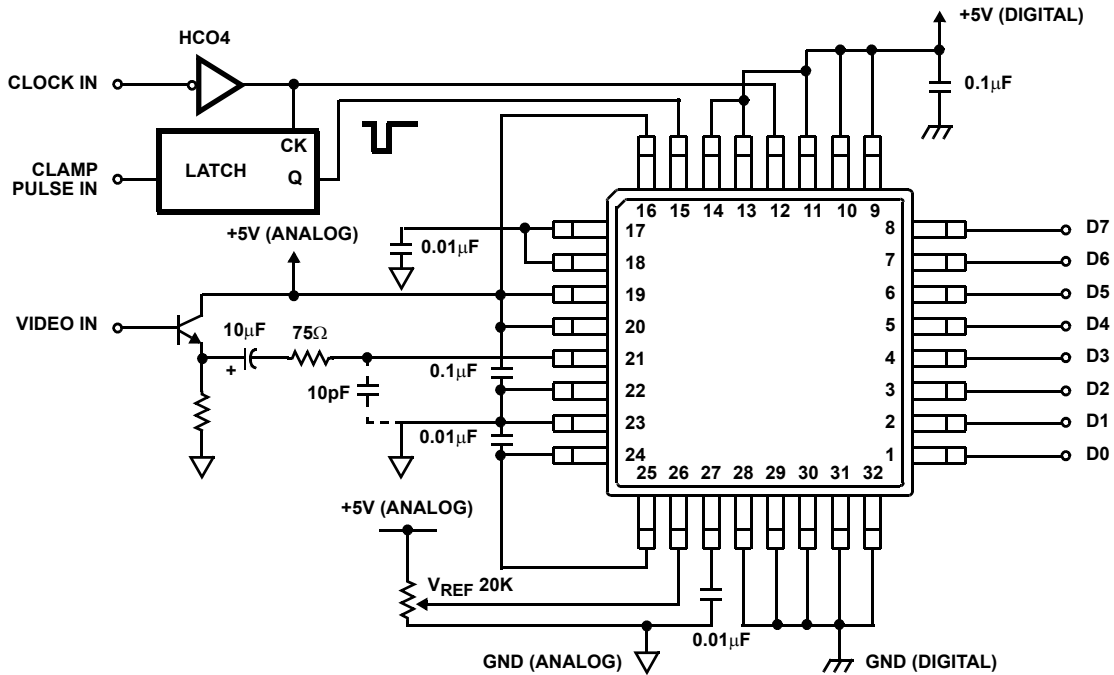 +5V (DIGITAL)
HCO4
CLOCK IN
0.1μF
CK
LATCH
Q
CLAMP
PULSE IN
16 15 14 13 12 11 10 9
+5V (ANALOG)
0.01μF
17
18
19
20
21
22
23
24
8
7
6
5
4
3
2
1
D7
D6
D5
D4
D3
D2
D1
D0
VIDEO IN
10μF
+
75Ω
10pF
0.1μF
0.01μF
25 26 27 28 29 30 31 32
+5V (ANALOG)
VREF 20K
0.01μF
GND (ANALOG)
GND (DIGITAL)